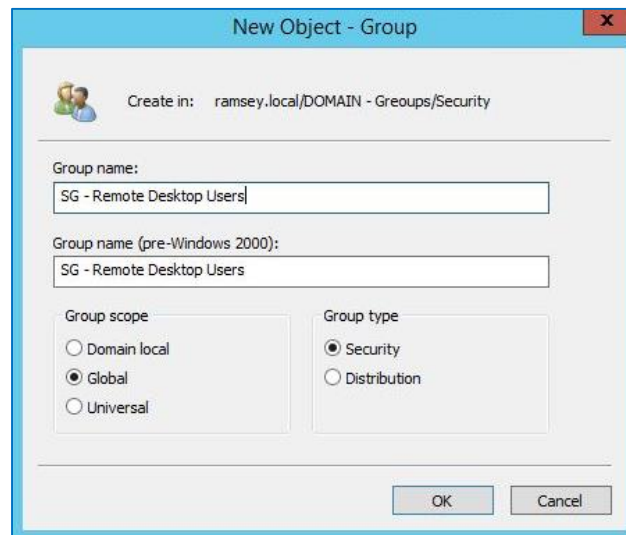 New Object - Group
x
Create in: ramsey.local/DOMAIN - Greoups/Security
Group name:
SG - Remote Desktop Users
Group name (pre-Windows 2000):
SG - Remote Desktop Users
Group scope
Domain local
Global
Universal
Group type
Security
Distribution
OK Cancel